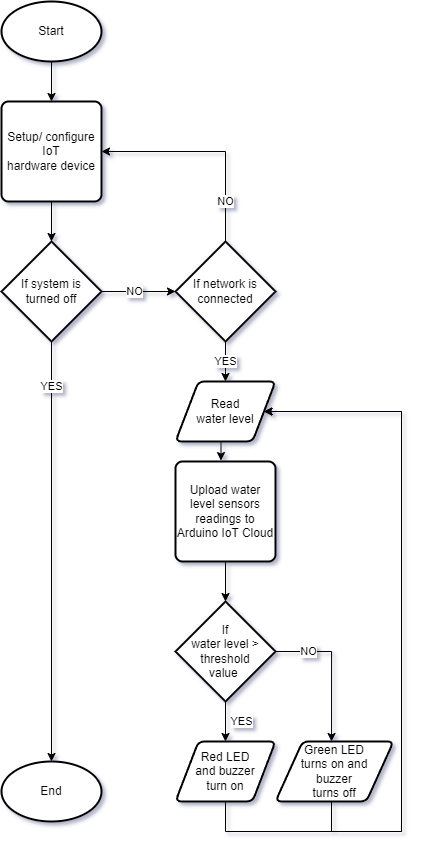 Start
Setup/ configure
IoT
hardware device
NO
If system is
turned off
NO
If network is
connected
YES
YES
Read
water level
Upload water
level sensors
readings to
Arduino IoT Cloud
If
water level >
threshold
value
NO
YES
Red LED
and buzzer
turn on
Green LED
turns on and
buzzer
turns off
End